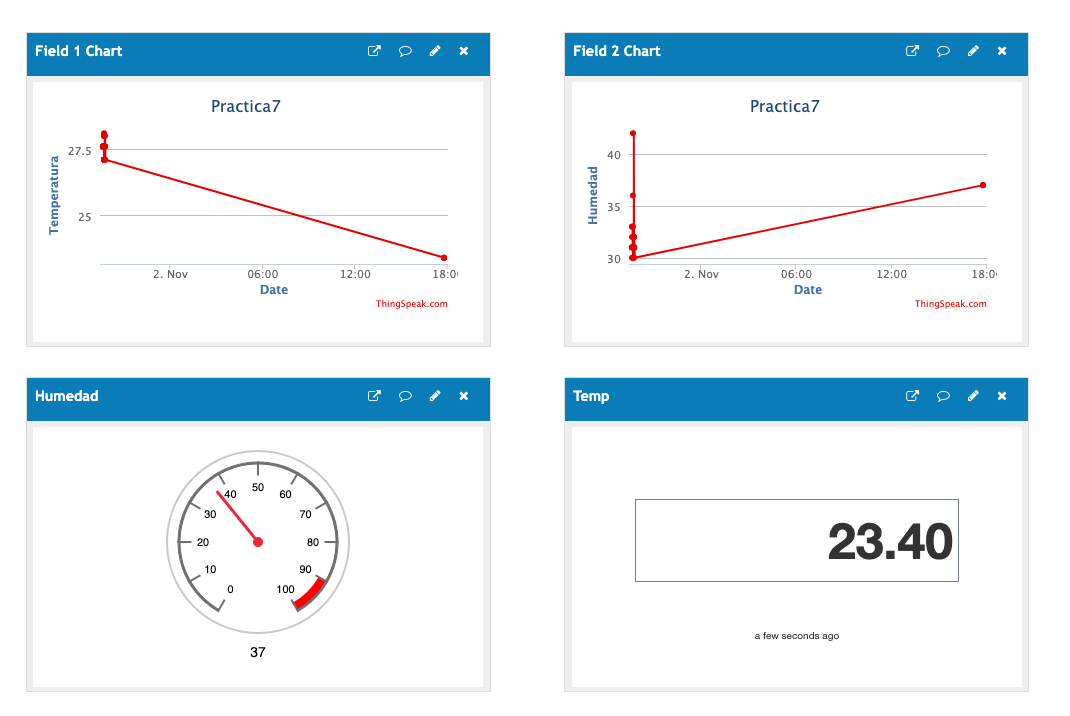 Field 1 Chart
Practica7
Temperatura
27.5
25
2. Nov 06:00 12:00 18:0
Date
ThingSpeak.com
Field 2 Chart
Practica7
Humedad
40
35
30
2. Nov 06:00 12:00 18:0
Date
ThingSpeak.com
Humedad
0 10 20 30 40 50 60 70 80 90 100
37
Temp
23.40
a few seconds ago